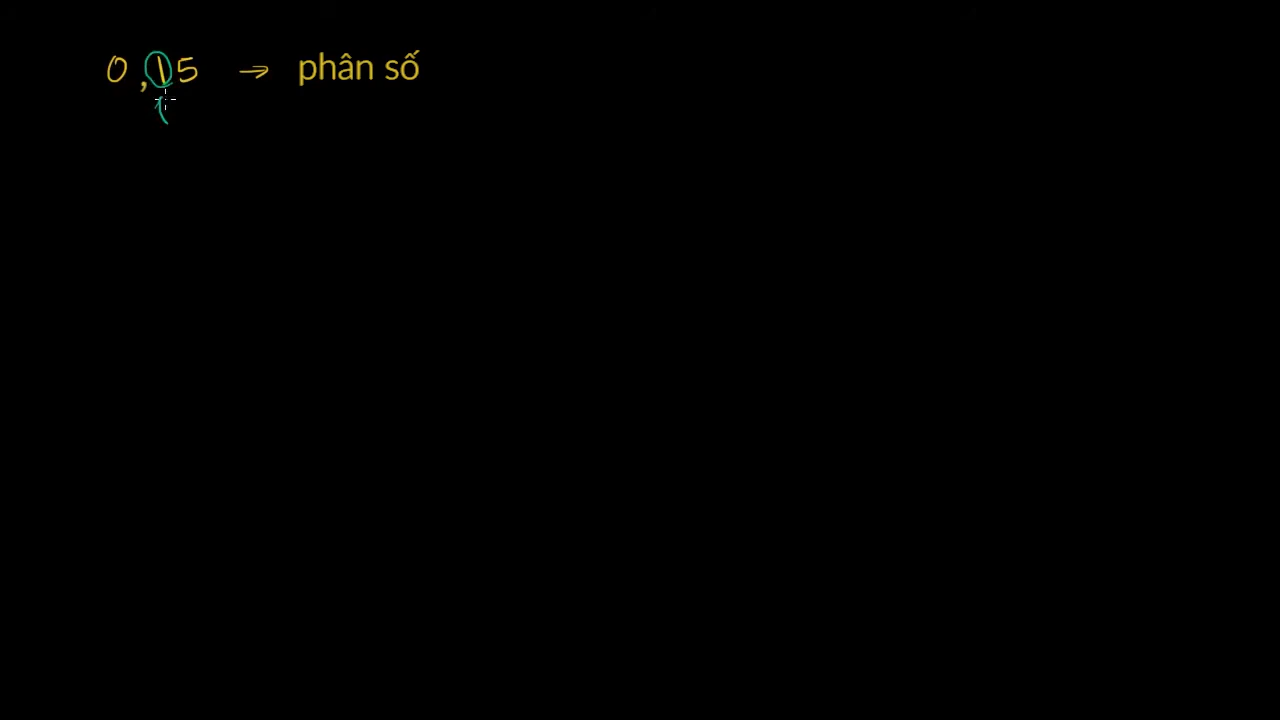 0,15 → phân số